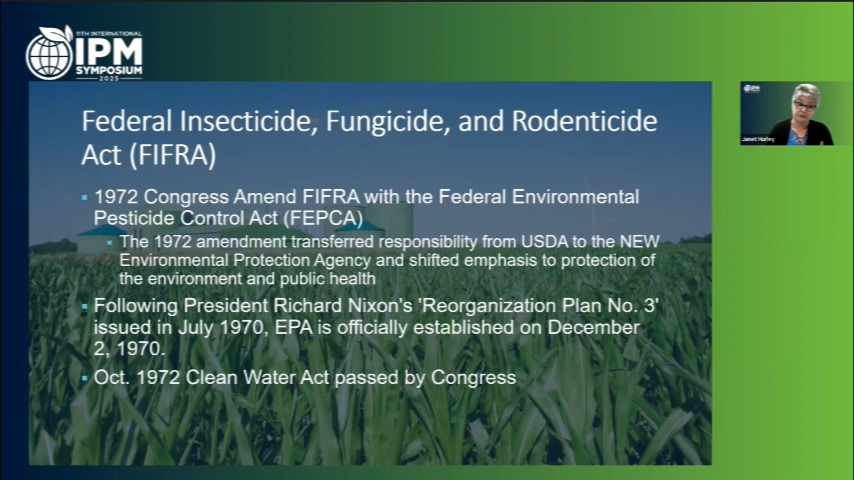 11TH INTERNATIONAL
IPM
SYMPOSIUM
2025
Federal Insecticide, Fungicide, and Rodenticide
Act (FIFRA)
1972 Congress Amend FIFRA with the Federal Environmental
Pesticide Control Act (FEPCA)
The 1972 amendment transferred responsibility from USDA to the NEW
Environmental Protection Agency and shifted emphasis to protection of
the environment and public health
Following President Richard Nixon's 'Reorganization Plan No. 3'
issued in July 1970, EPA is officially established on December
2, 1970.
Oct. 1972 Clean Water Act passed by Congress
IPM
Janet Hurley